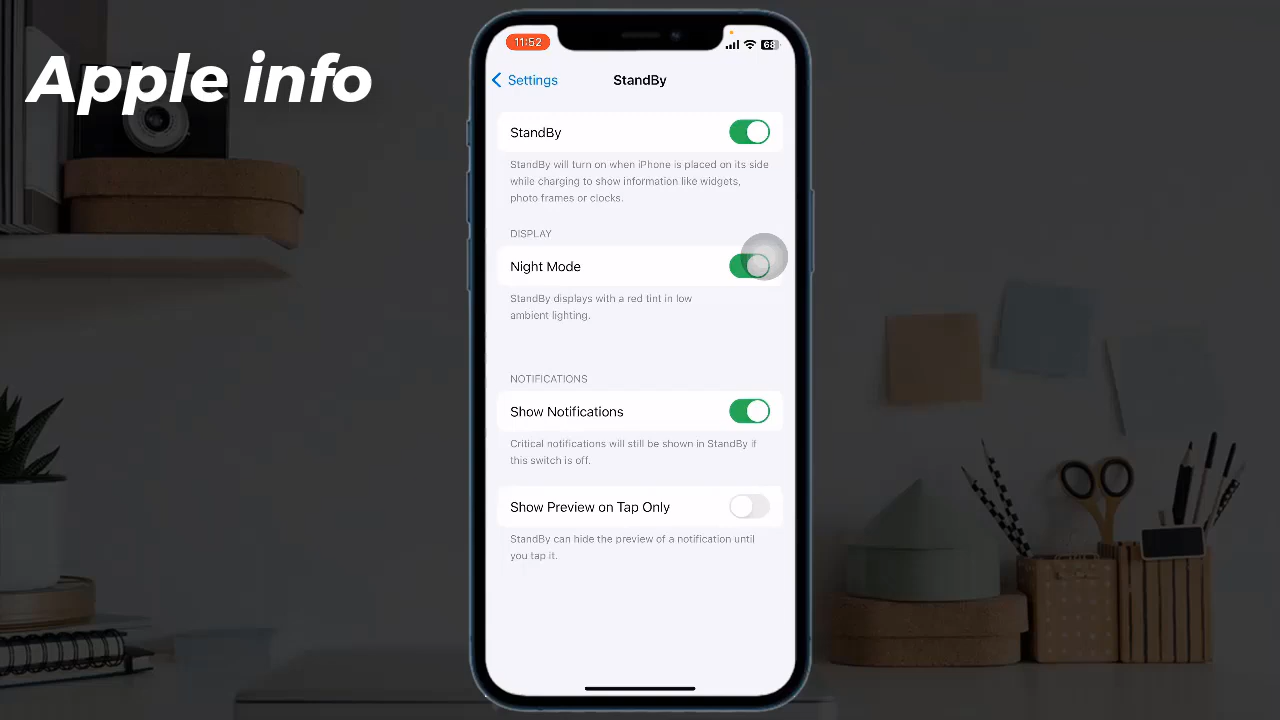 Apple info
11:52
68
Settings
StandBy
StandBy
StandBy will turn on when iPhone is placed on its side
while charging to show information like widgets,
photo frames or clocks.
DISPLAY
Night Mode
StandBy displays with a red tint in low
ambient lighting.
NOTIFICATIONS
Show Notifications
Critical notifications will still be shown in StandBy if
this switch is off.
Show Preview on Tap Only
StandBy can hide the preview of a notification until
you tap it.